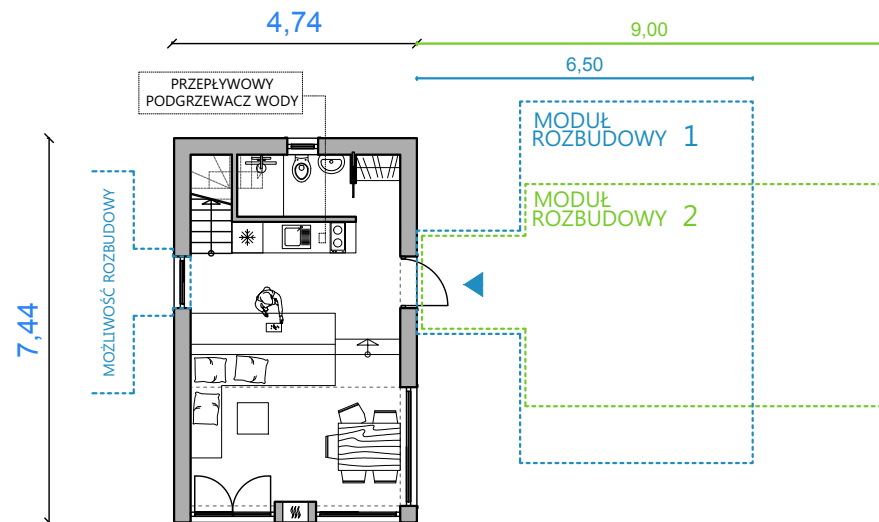 4,74
9,00
6,50
PRZEPŁYWOWY
PODGRZEWACZ WODY
MODUŁ
ROZBUDOWY 1
MODUŁ
ROZBUDOWY 2
MOŻLIWOŚĆ ROZBUDOWY
7,44